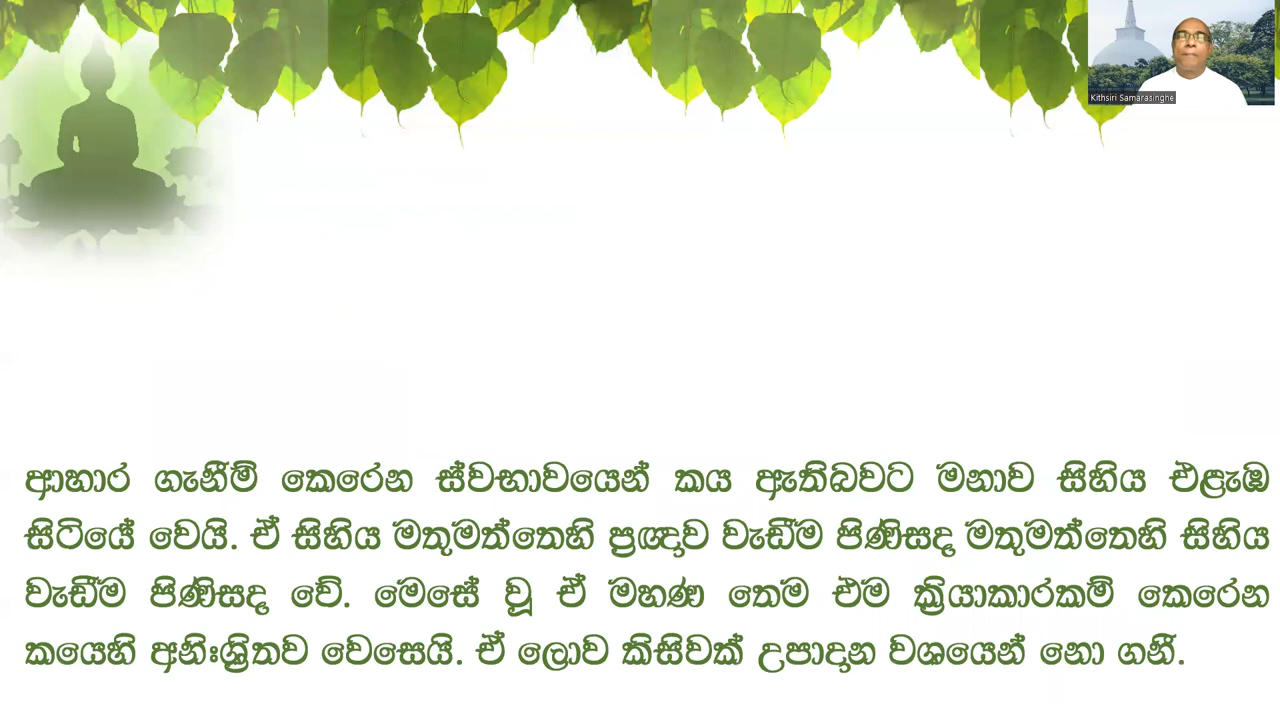 Kithsiri Samarasinghe
ආහාර ගැනීම් කෙරෙන ස්වභාවයෙන් කය ඇතිබවට මනාව සිහිය එළැඹ
සිටියේ වෙයි. ඒ සිහිය මතුමත්තෙහි ප්‍රඥාව වැඩීම පිණිසද මතුමත්තෙහි සිහිය
වැඩීම පිණිසද වේ. මෙසේ වූ ඒ මහණ තෙම එම ක්‍රියාකාරකම් කෙරෙන
කයෙහි අනිඃශ්‍රිතව වෙසෙයි. ඒ ලොව කිසිවක් උපාදාන වශයෙන් නො ගනී.